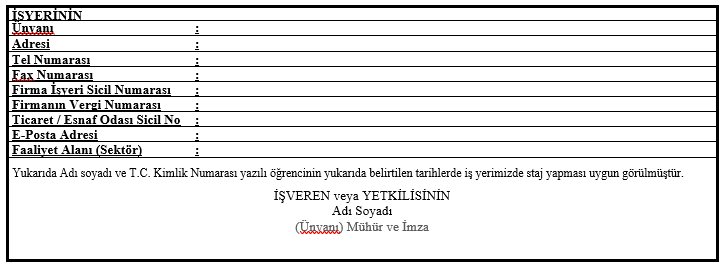 İŞYERİNİN
Ünvanı :
Adresi :
Tel Numarası :
Fax Numarası :
Firma İşyeri Sicil Numarası :
Firmanın Vergi Numarası :
Ticaret / Esnaf Odası Sicil No :
E-Posta Adresi :
Faaliyet Alanı (Sektör) :
Yukarıda Adı soyadı ve T.C. Kimlik Numarası yazılı öğrencinin yukarıda belirtilen tarihlerde iş yerimizde staj yapması uygun görülmüştür.
İŞVEREN veya YETKİLİSİNİN
Adı Soyadı
(Ünvanı) Mühür ve İmza